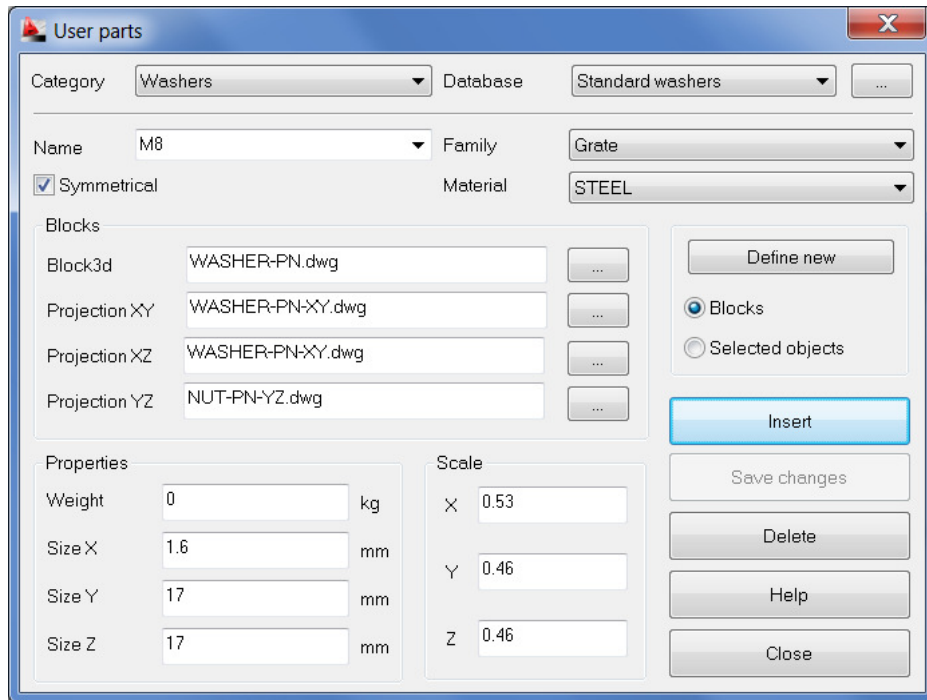 User parts
Category Washers Database Standard washers ...
Name M8 Family Grate
Symmetrical Material STEEL
Blocks
Block3d WASHER-PN.dwg ... Define new
Projection XY WASHER-PN-XY.dwg ... Blocks
Projection XZ WASHER-PN-XY.dwg ... Selected objects
Projection YZ NUT-PN-YZ.dwg ...
Insert
Properties Scale
Save changes
Weight 0 kg X 0.53
Delete
Size X 1.6 mm Y 0.46
Size Y 17 mm Help
Size Z 17 mm Z 0.46 Close